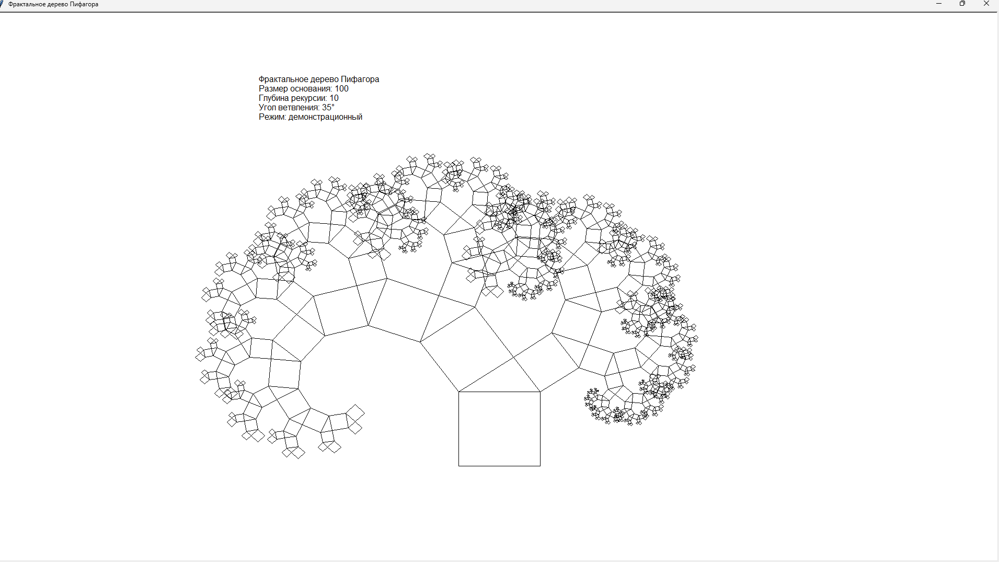 Фрактальное дерево Пифагора
Фрактальное дерево Пифагора
Размер основания: 100
Глубина рекурсии: 10
Угол ветвления: 35°
Режим: демонстрационный